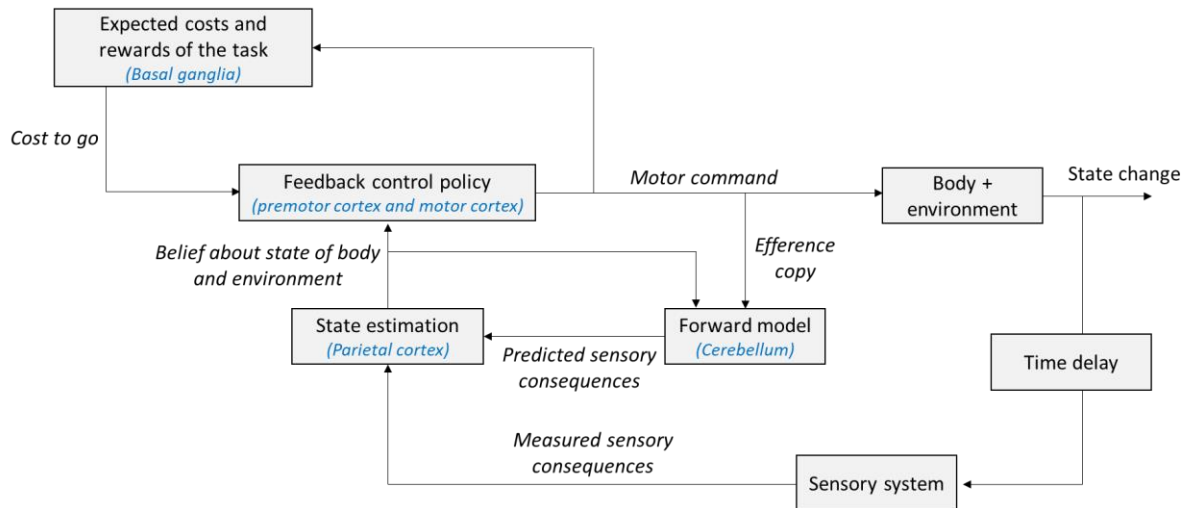 Expected costs and
rewards of the task
(Basal ganglia)
Cost to go
Feedback control policy
(premotor cortex and motor cortex)
Motor command
Body +
environment
State change
Belief about state of body
and environment
Efference
copy
State estimation
(Parietal cortex)
Predicted sensory
consequences
Forward model
(Cerebellum)
Time delay
Measured sensory
consequences
Sensory system